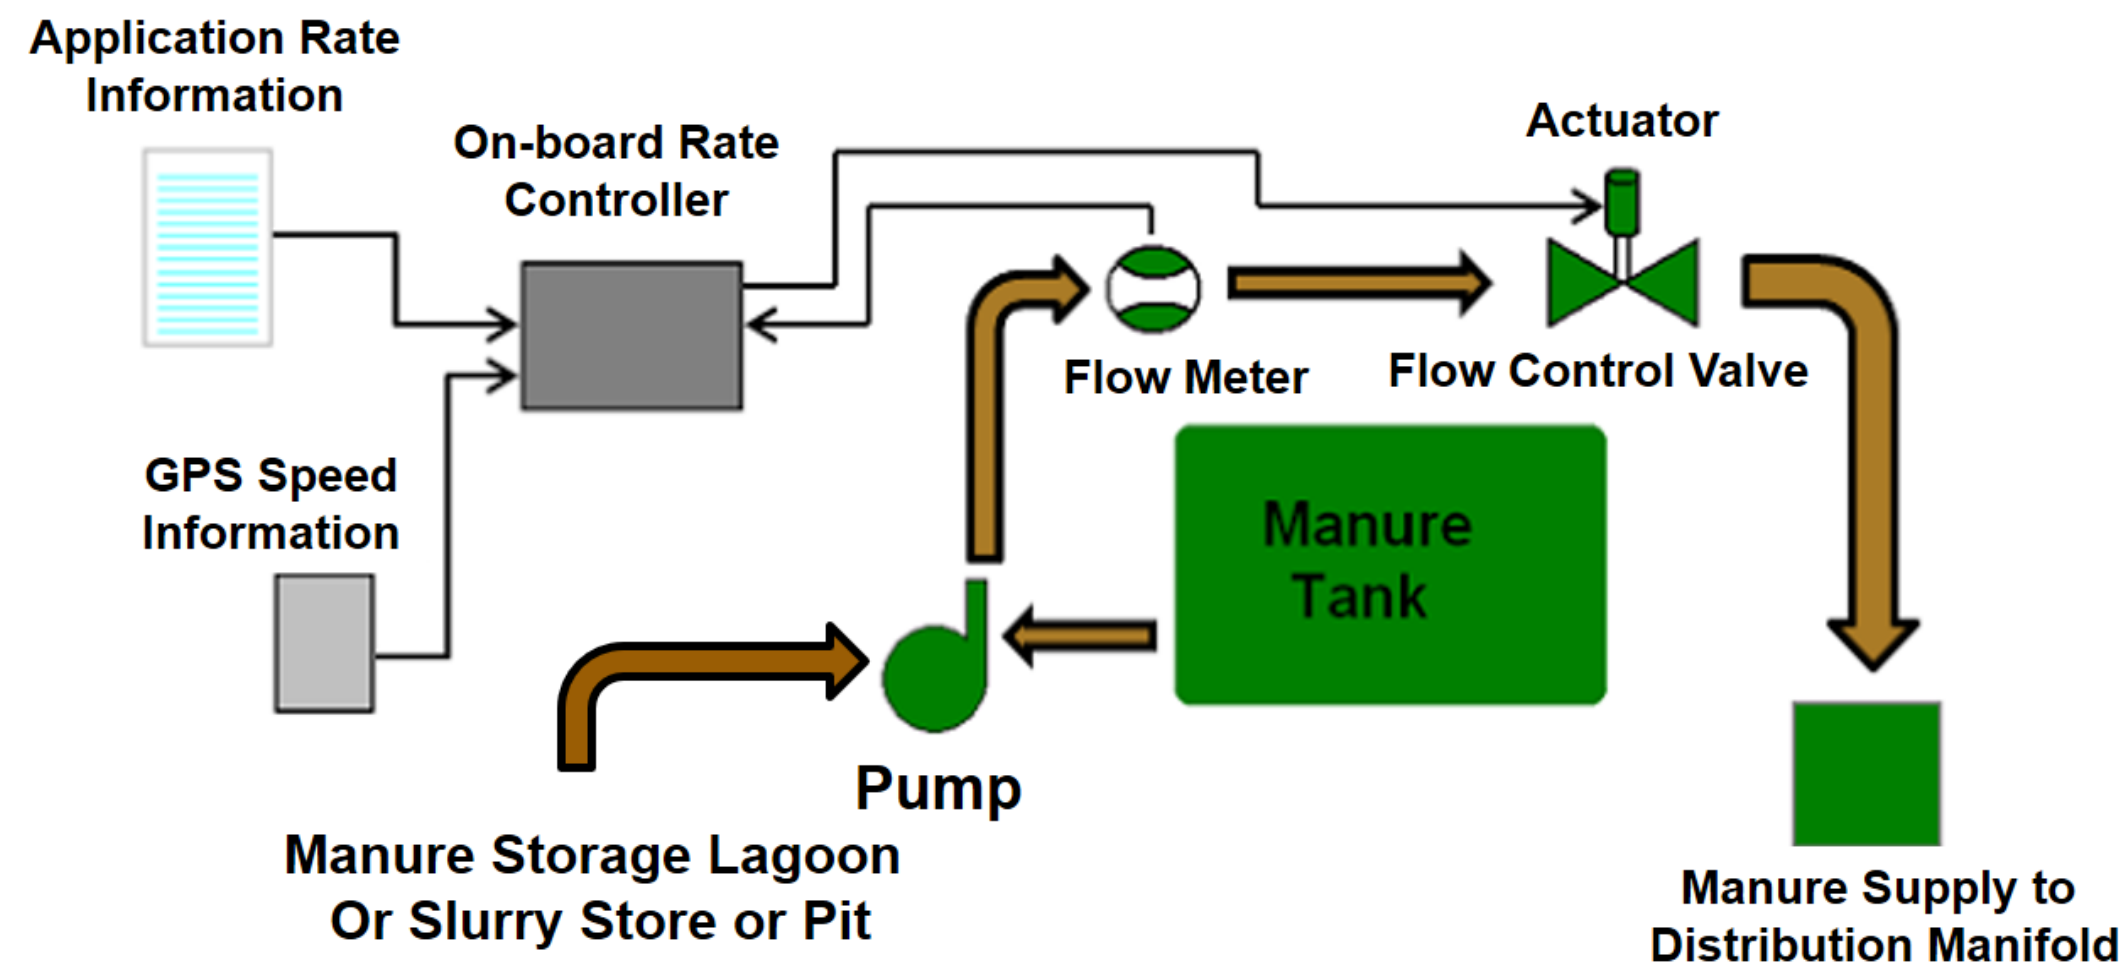 Application Rate
Information
On-board Rate
Controller
Actuator
Flow Meter
Flow Control Valve
GPS Speed
Information
Manure
Tank
Pump
Manure Storage Lagoon
Or Slurry Store or Pit
Manure Supply to
Distribution Manifold